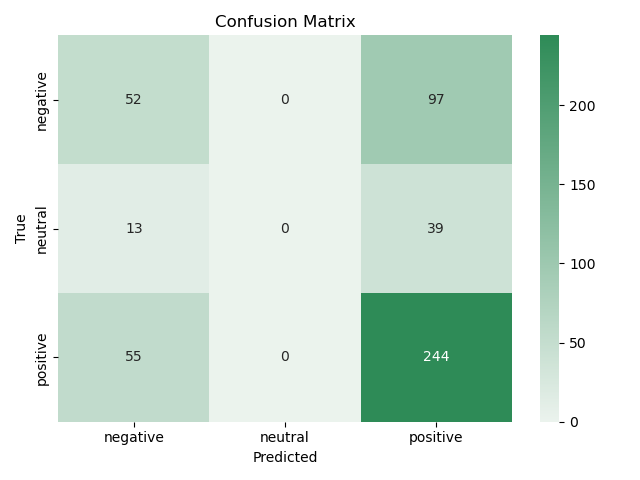 Confusion Matrix
True
negative
52
0
97
neutral
13
0
39
positive
55
0
244
negative
neutral
positive
Predicted
200
150
100
50
0